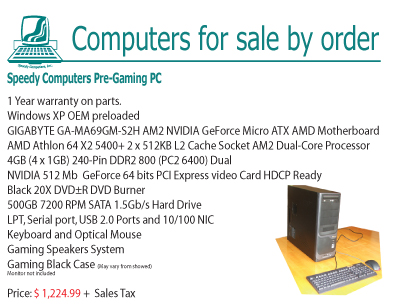 Computers for sale by order
Speedy Computers, Inc.
Speedy Computers Pre-Gaming PC
1 Year warranty on parts.
Windows XP OEM preloaded
GIGABYTE GA-MA69GM-S2H AM2 NVIDIA GeForce Micro ATX AMD Motherboard
AMD Athlon 64 X2 5400+ 2 x 512KB L2 Cache Socket AM2 Dual-Core Processor
4GB (4 x 1GB) 240-Pin DDR2 800 (PC2 6400) Dual
NVIDIA 512 Mb  GeForce 64 bits PCI Express video Card HDCP Ready
Black 20X DVD±R DVD Burner
500GB 7200 RPM SATA 1.5Gb/s Hard Drive
LPT, Serial port, USB 2.0 Ports and 10/100 NIC
Keyboard and Optical Mouse
Gaming Speakers System
Gaming Black Case (May vary from showed)
Monitor not included
Price: $ 1,224.99 +  Sales Tax